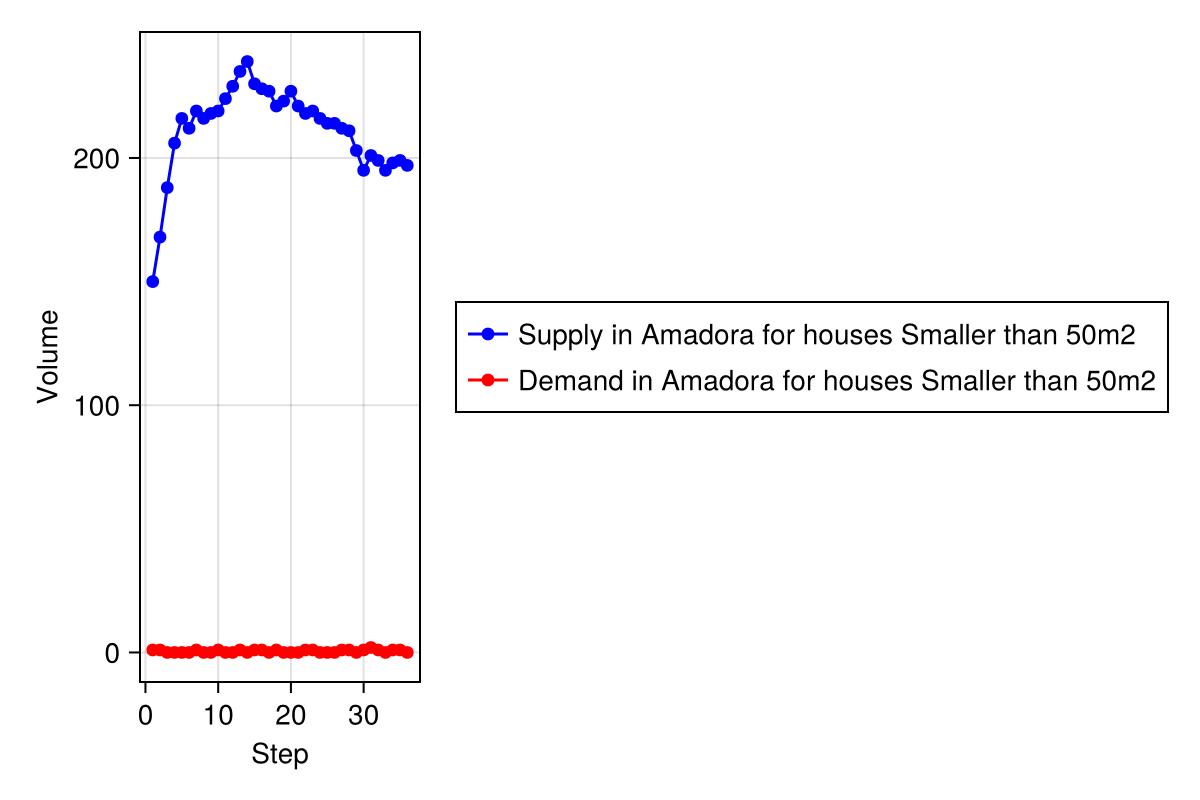 Volume
200
100
0
0 10 20 30
Step
Supply in Amadora for houses Smaller than 50m2
Demand in Amadora for houses Smaller than 50m2